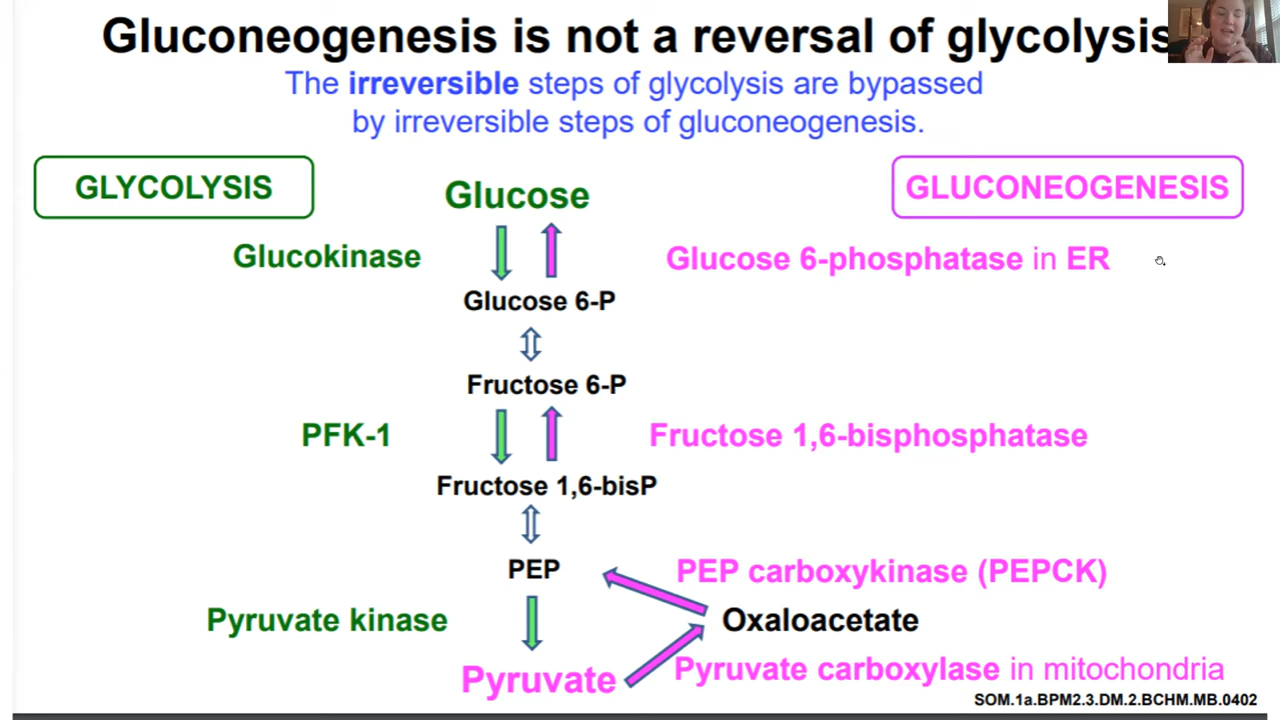 Gluconeogenesis is not a reversal of glycolysis
The irreversible steps of glycolysis are bypassed
by irreversible steps of gluconeogenesis.
GLYCOLYSIS
Glucose
GLUCONEOGENESIS
Glucokinase
Glucose 6-phosphatase in ER
Glucose 6-P
Fructose 6-P
PFK-1
Fructose 1,6-bisphosphatase
Fructose 1,6-bisP
PEP
PEP carboxykinase (PEPCK)
Pyruvate kinase
Oxaloacetate
Pyruvate
Pyruvate carboxylase in mitochondria
SOM.1a.BPM2.3.DM.2.BCHM.MB.0402